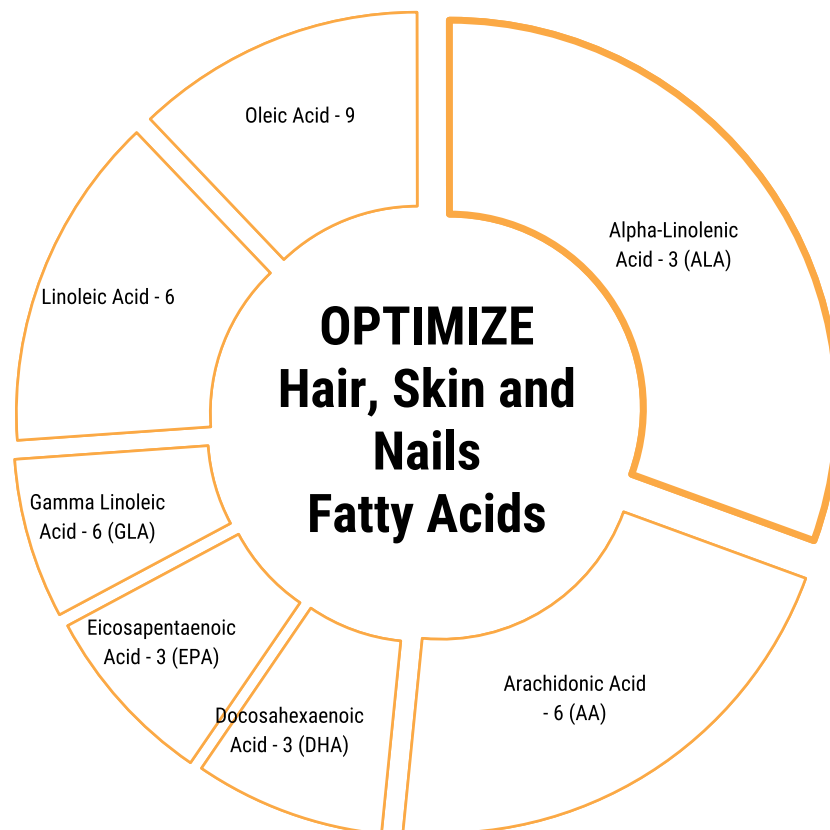 OPTIMIZE
Hair, Skin and
Nails
Fatty Acids
Alpha-Linolenic
Acid - 3 (ALA)
Arachidonic Acid
- 6 (AA)
Docosahexaenoic
Acid - 3 (DHA)
Eicosapentaenoic
Acid - 3 (EPA)
Gamma Linoleic
Acid - 6 (GLA)
Linoleic Acid - 6
Oleic Acid - 9